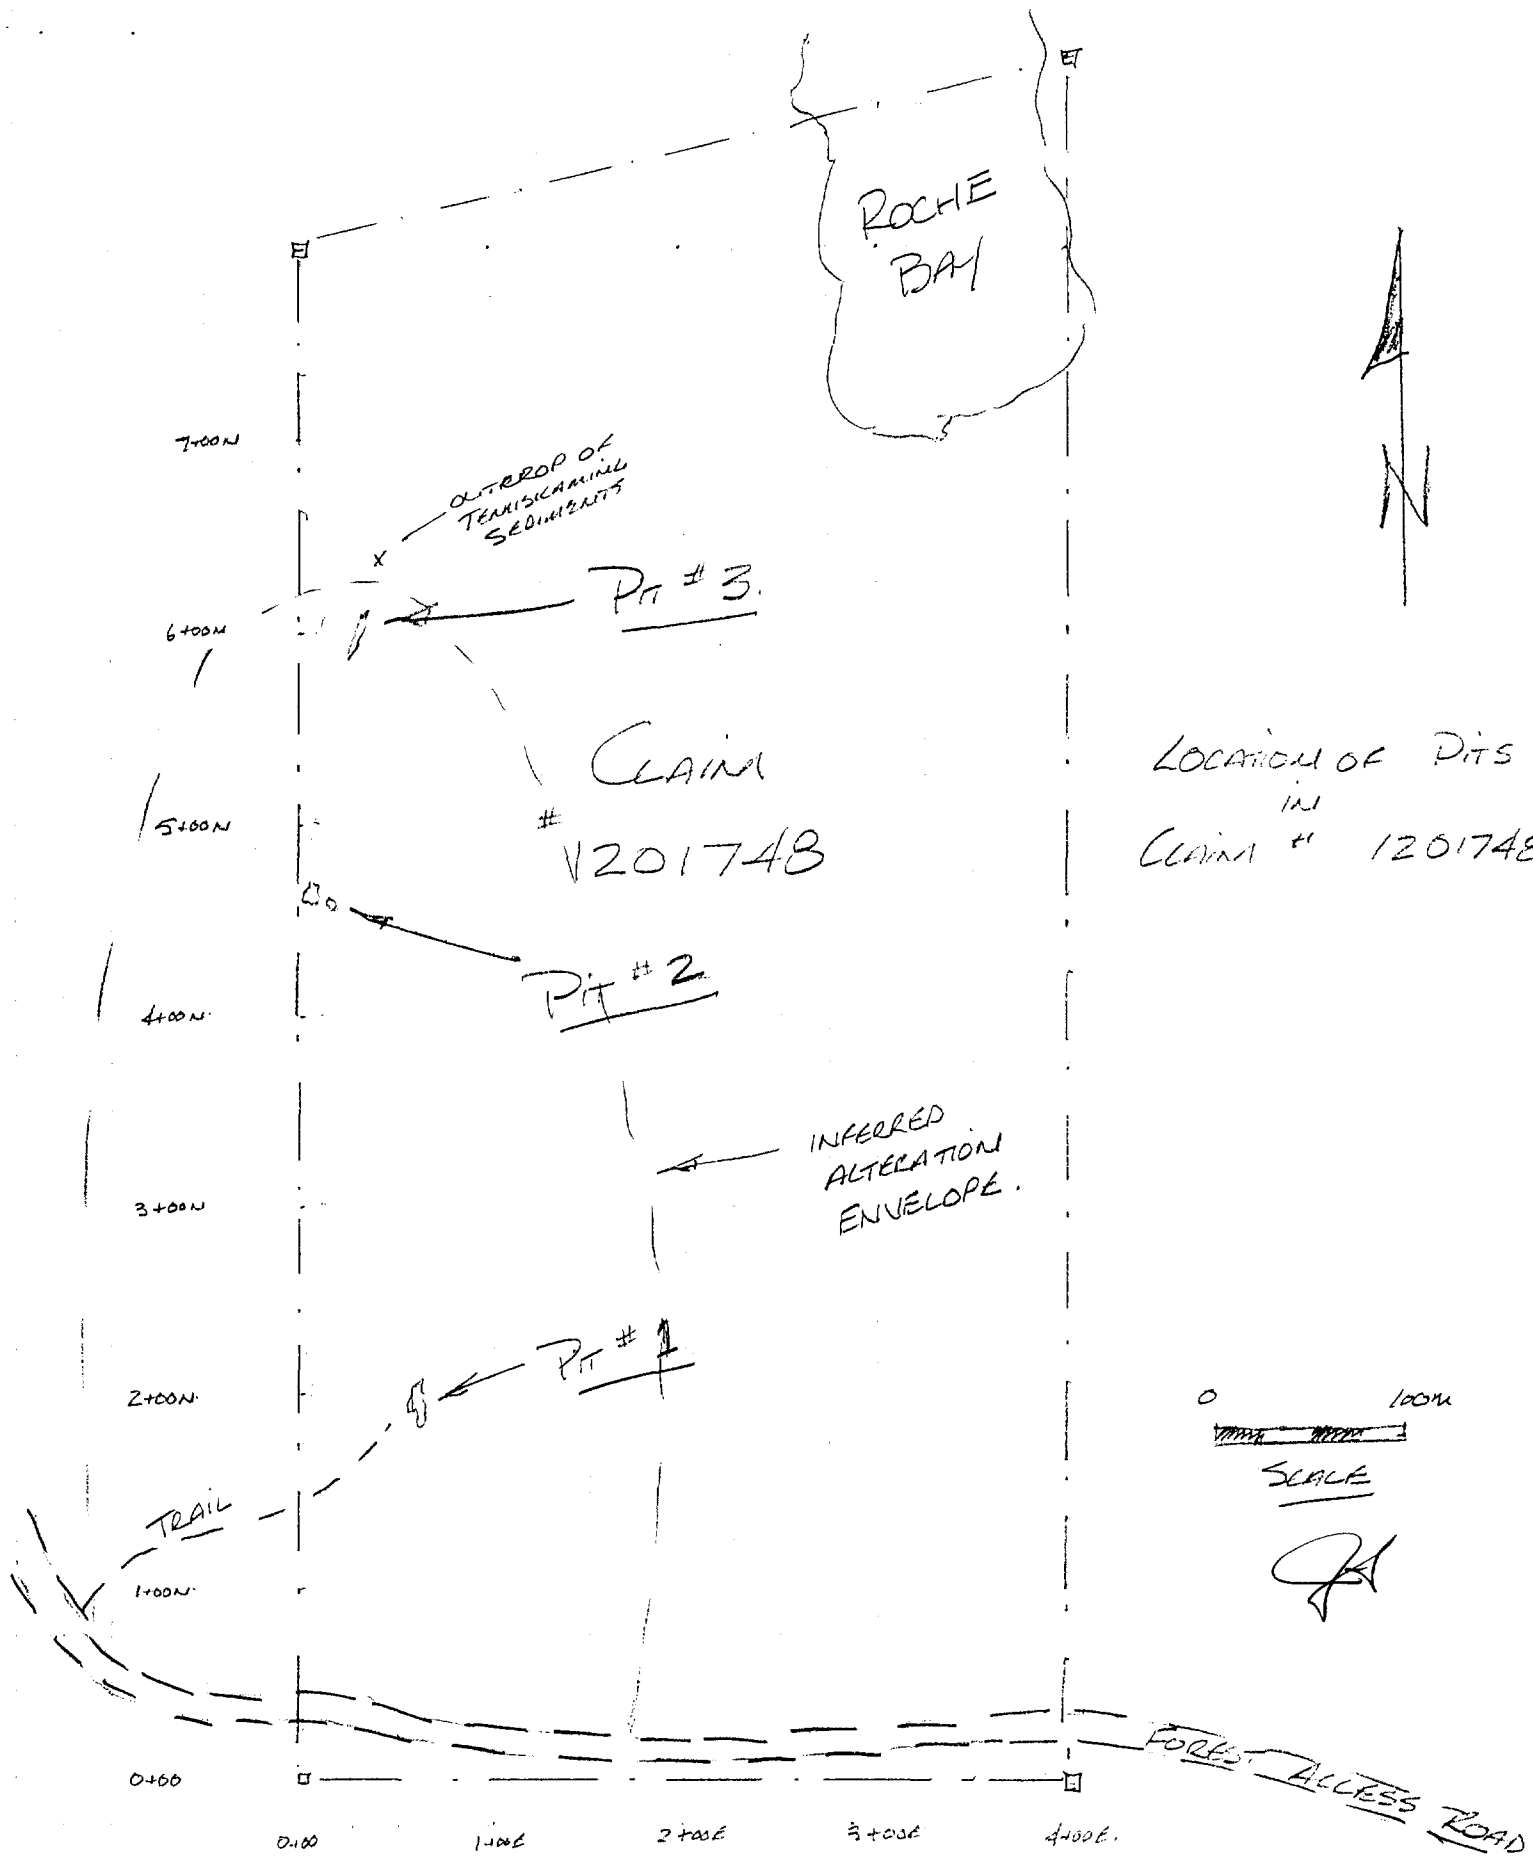 ROCHE
BAY
N
7+00N
OUTCROP OF
TEMISKAMING
SEDIMENTS
PIT # 3.
6+00N
CLAIM
# 1201748
LOCATION OF PITS
IN
CLAIM # 1201748
5+00N
PIT # 2
4+00N
INFERRED
ALTERATION
ENVELOPE.
3+00N
PIT # 1
2+00N
0 100m
SCALE
TRAIL
1+00N
FOREST ACCESS ROAD
0+00
0+00 1+00E 2+00E 3+00E 4+00E.